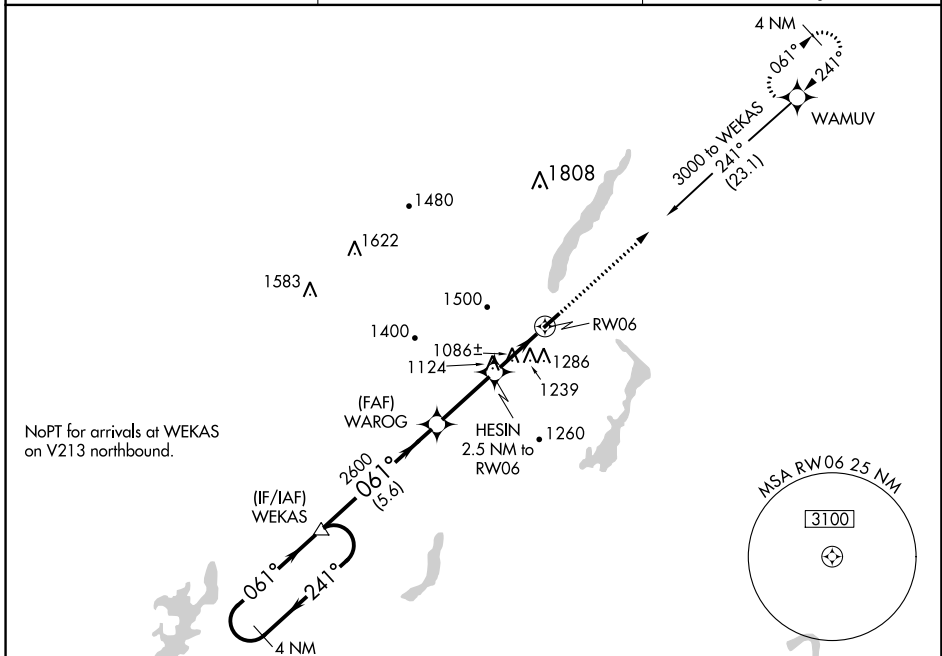 4 NM
061°
241°
WAMUV
3000 to WEKAS
241°
(23.1)
1808
1480
1622
1583
1500
1400
RW06
1086±
1124
1286
1239
(FAF)
WAROG
HESIN
2.5 NM to
RW06
1260
NoPT for arrivals at WEKAS
on V213 northbound.
2600
061°
(5.6)
(IF/IAF)
WEKAS
061°
241°
4 NM
MSA RW06 25 NM
3100